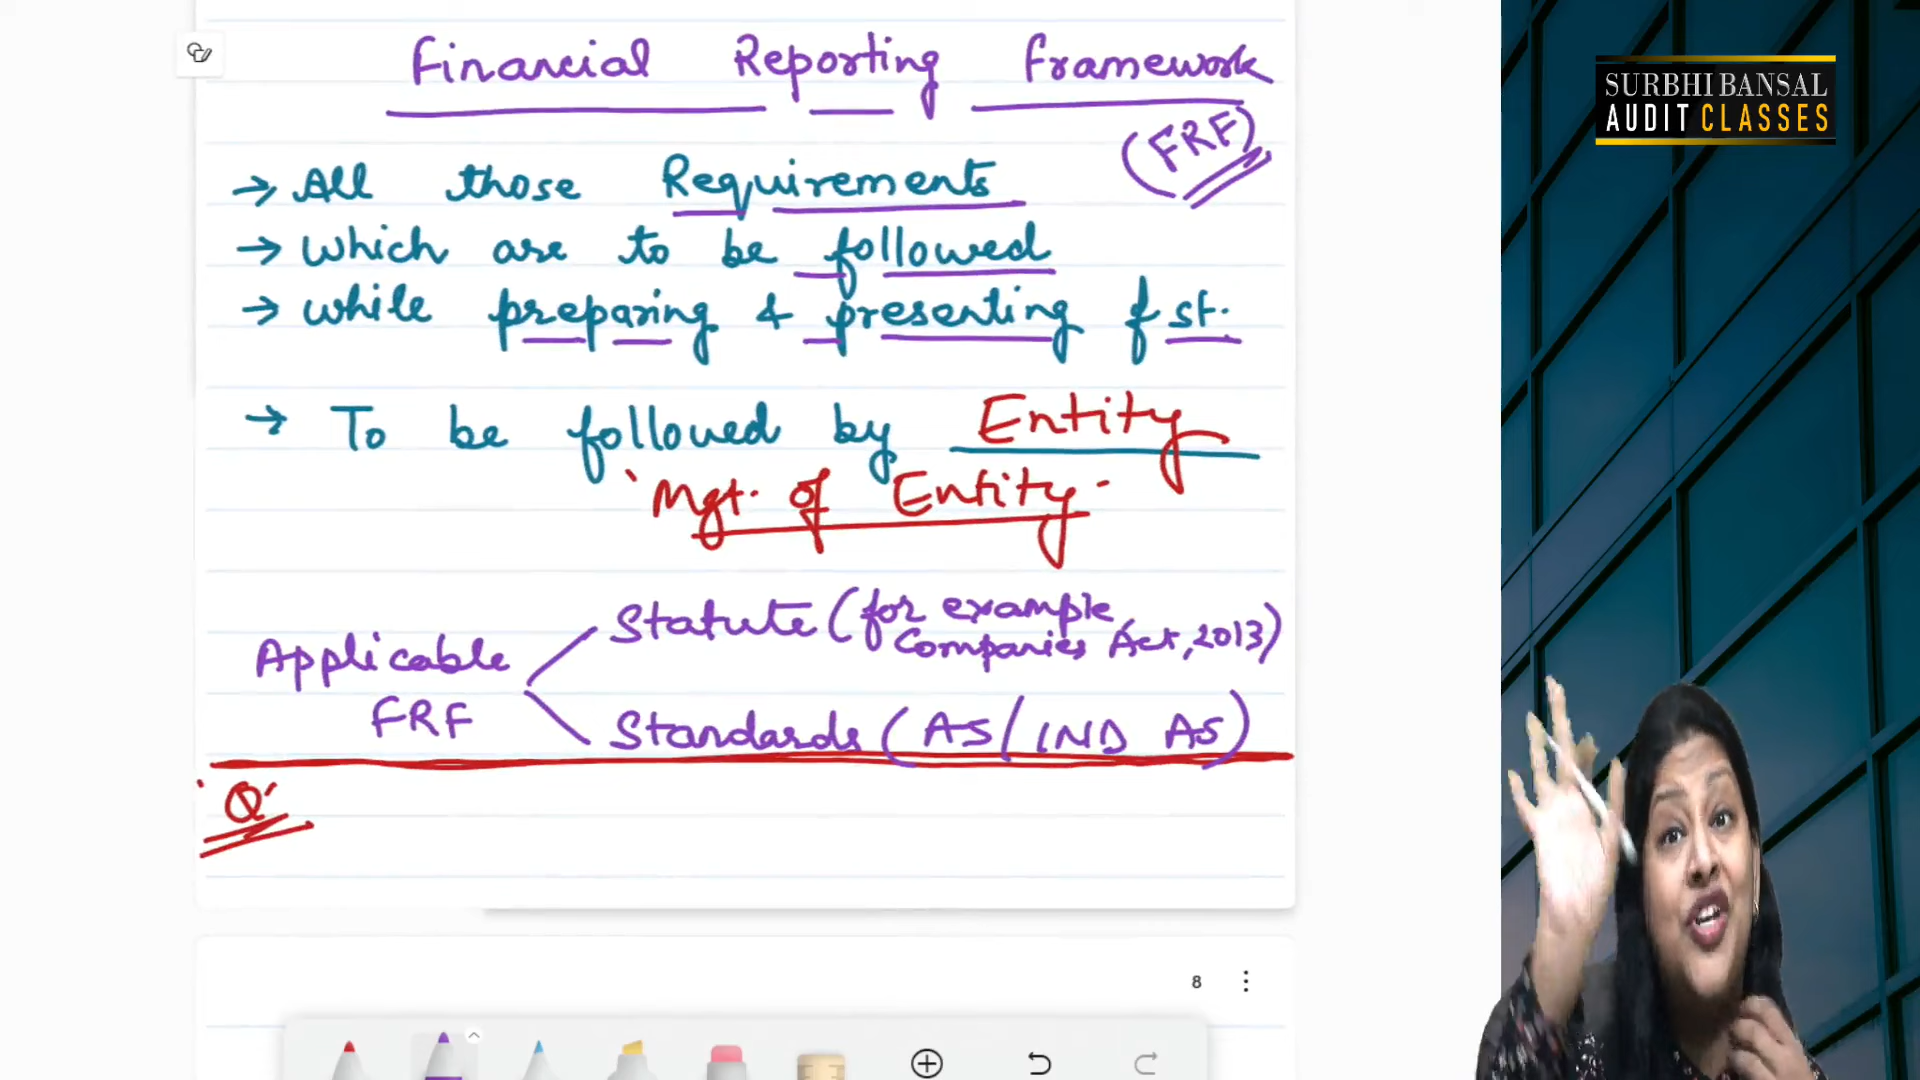 Financial Reporting Framework
(FRF)
→ All those Requirements
→ which are to be followed
→ while preparing & presenting f st.
→ To be followed by Entity
'Mgt. of Entity'
Applicable FRF
Statute (for example, Companies Act, 2013)
Standards (AS/IND AS)
'Q'
8
SURBHI BANSAL
AUDIT CLASSES